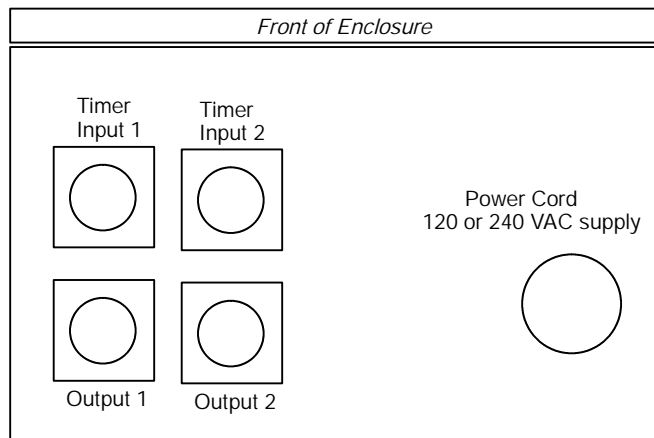 Front of Enclosure
Timer
Input 1
Timer
Input 2
Power Cord
120 or 240 VAC supply
Output 1
Output 2